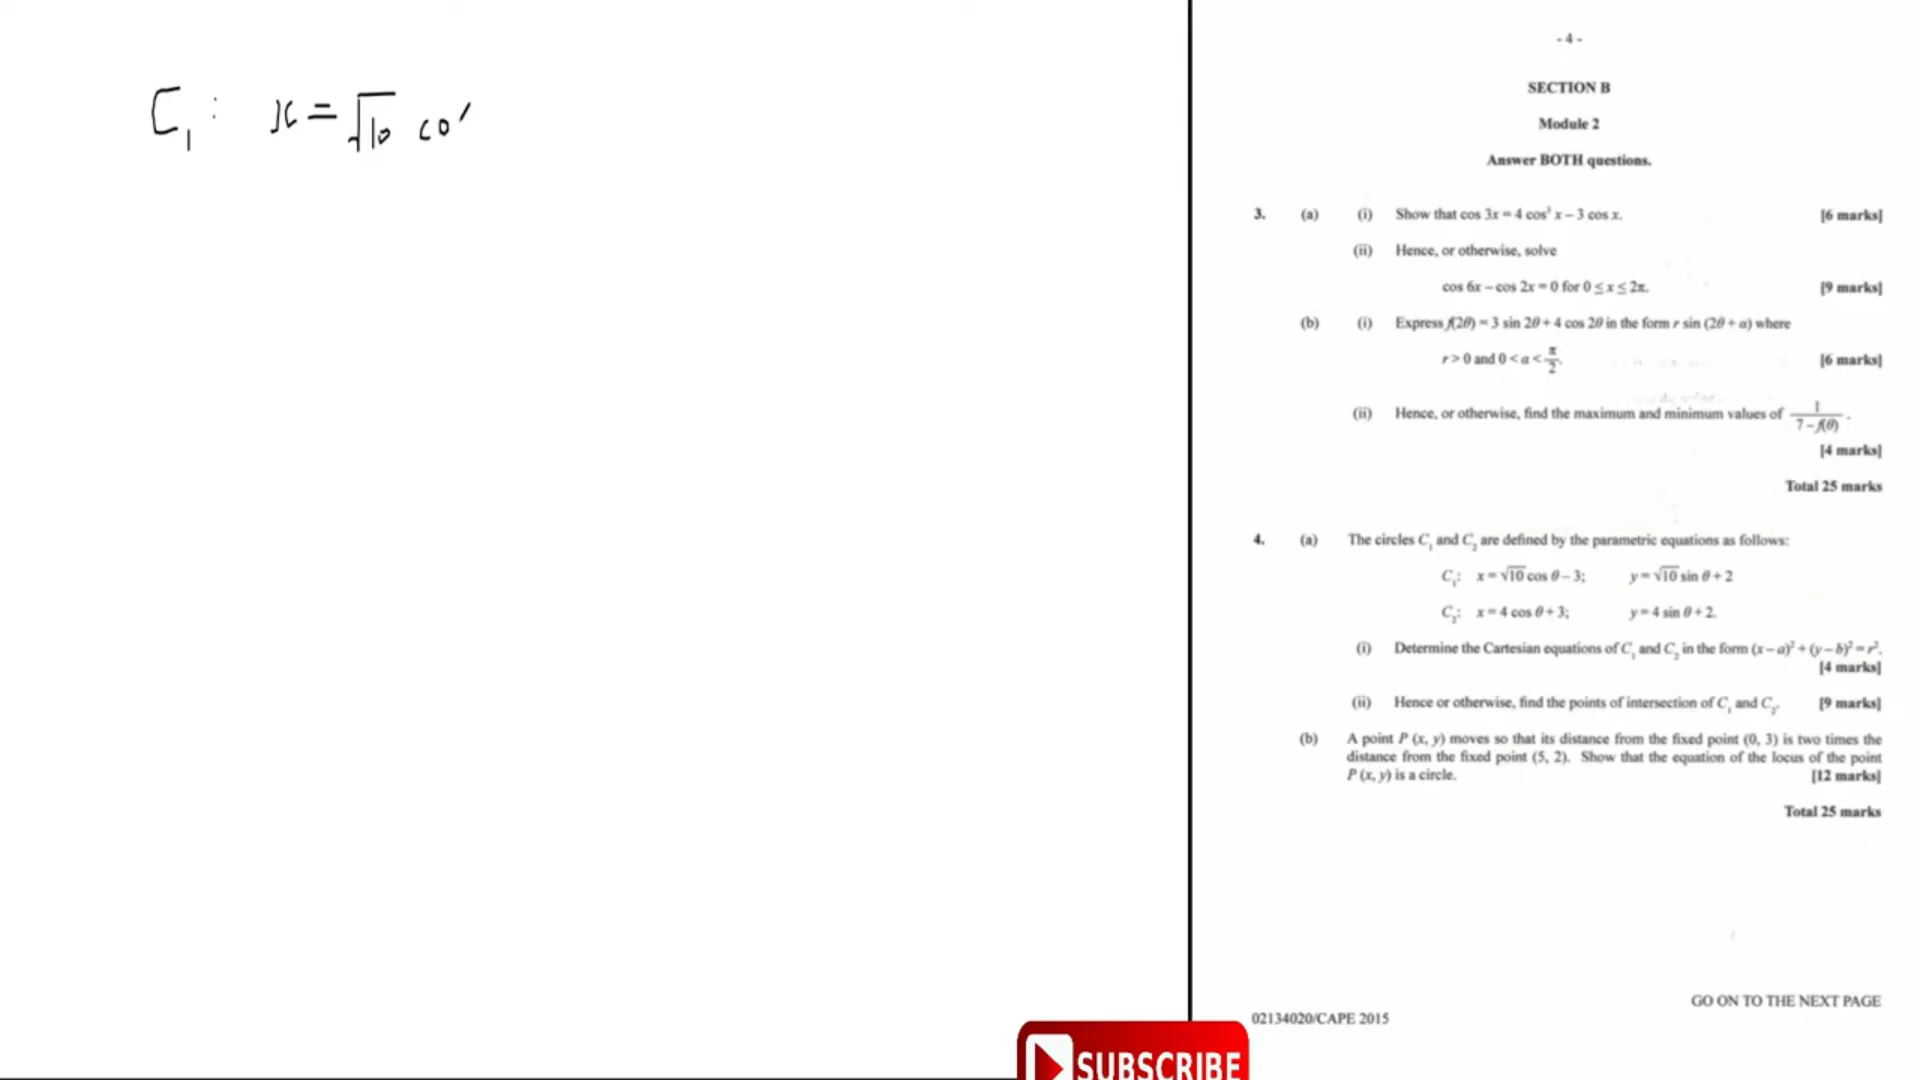 C₁ : x = √10 co
- 4 -
SECTION B
Module 2
Answer BOTH questions.
3. (a) (i) Show that cos 3x = 4 cos³ x – 3 cos x. [6 marks]
(ii) Hence, or otherwise, solve
cos 6x – cos 2x = 0 for 0 ≤ x ≤ 2π. [9 marks]
(b) (i) Express f(2θ) = 3 sin 2θ + 4 cos 2θ in the form r sin (2θ + α) where
r > 0 and 0 < α < π/2. [6 marks]
(ii) Hence, or otherwise, find the maximum and minimum values of 1/(7 – f(θ)).
[4 marks]
Total 25 marks
4. (a) The circles C₁ and C₂ are defined by the parametric equations as follows:
C₁: x = √10 cos θ – 3; y = √10 sin θ + 2
C₂: x = 4 cos θ + 3; y = 4 sin θ + 2.
(i) Determine the Cartesian equations of C₁ and C₂ in the form (x – a)² + (y – b)² = r².
[4 marks]
(ii) Hence or otherwise, find the points of intersection of C₁ and C₂. [9 marks]
(b) A point P (x, y) moves so that its distance from the fixed point (0, 3) is two times the
distance from the fixed point (5, 2). Show that the equation of the locus of the point
P (x, y) is a circle. [12 marks]
Total 25 marks
GO ON TO THE NEXT PAGE
02134020/CAPE 2015
SUBSCRIBE